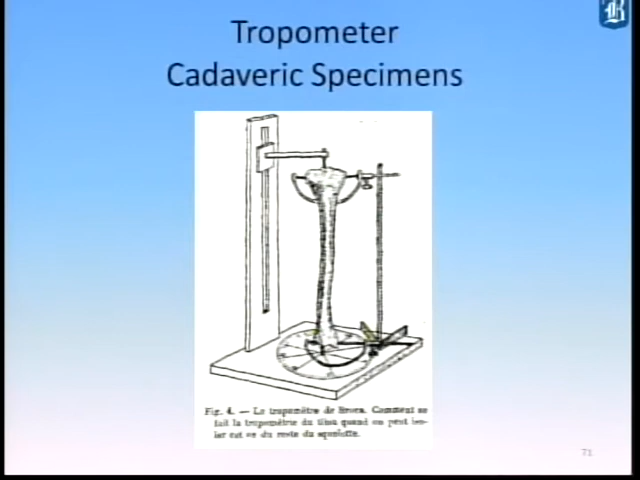 Tropometer
Cadaveric Specimens
Fig. 4. — Le tropomètre de Broca. Comment se
fait la tropométrie du tibia quand on peut iso-
ler cet os du reste du squelette.
71